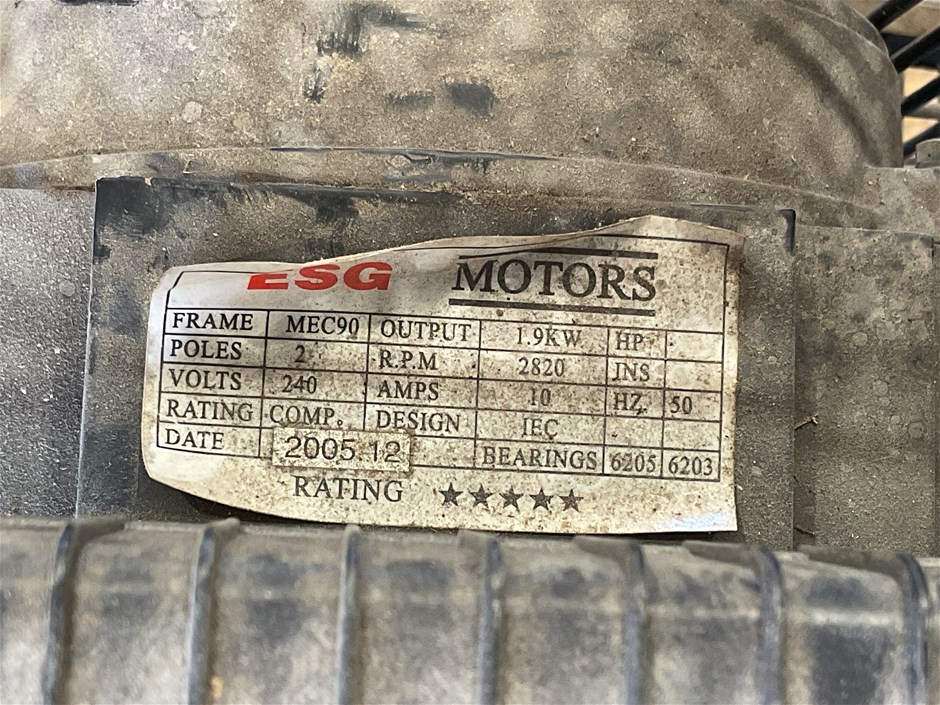 ESG MOTORS
FRAME MEC90 OUTPUT 1.9KW HP
POLES 2 R.P.M 2820 INS
VOLTS 240 AMPS 10 HZ. 50
RATING COMP. DESIGN IEC
DATE 2005.12 BEARINGS 6205 6203
RATING ★★★★★